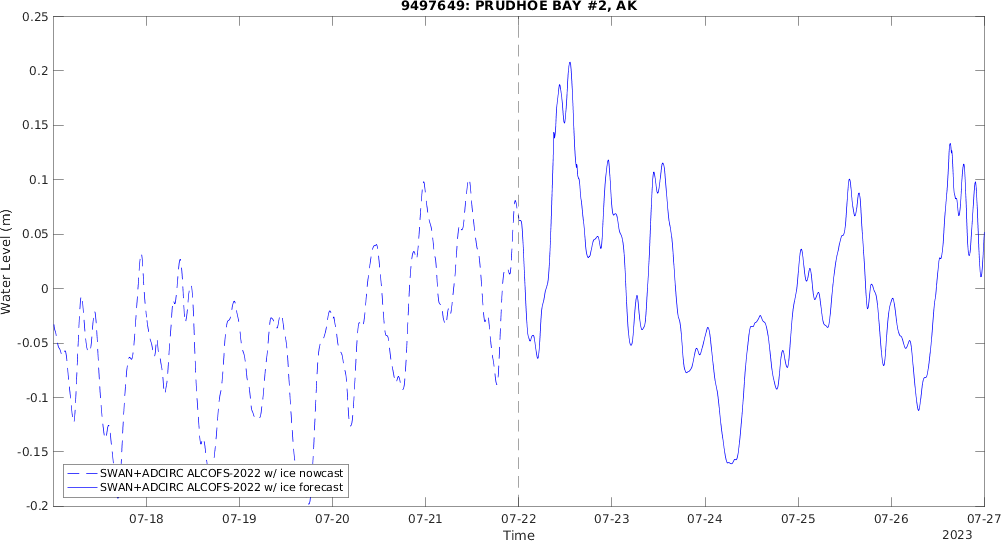 9497649: PRUDHOE BAY #2, AK
0.25
0.2
0.15
0.1
0.05
0
-0.05
-0.1
-0.15
-0.2
Water Level (m)
SWAN+ADCIRC ALCOFS-2022 w/ ice nowcast
SWAN+ADCIRC ALCOFS-2022 w/ ice forecast
07-18 07-19 07-20 07-21 07-22 07-23 07-24 07-25 07-26 07-27
Time
2023